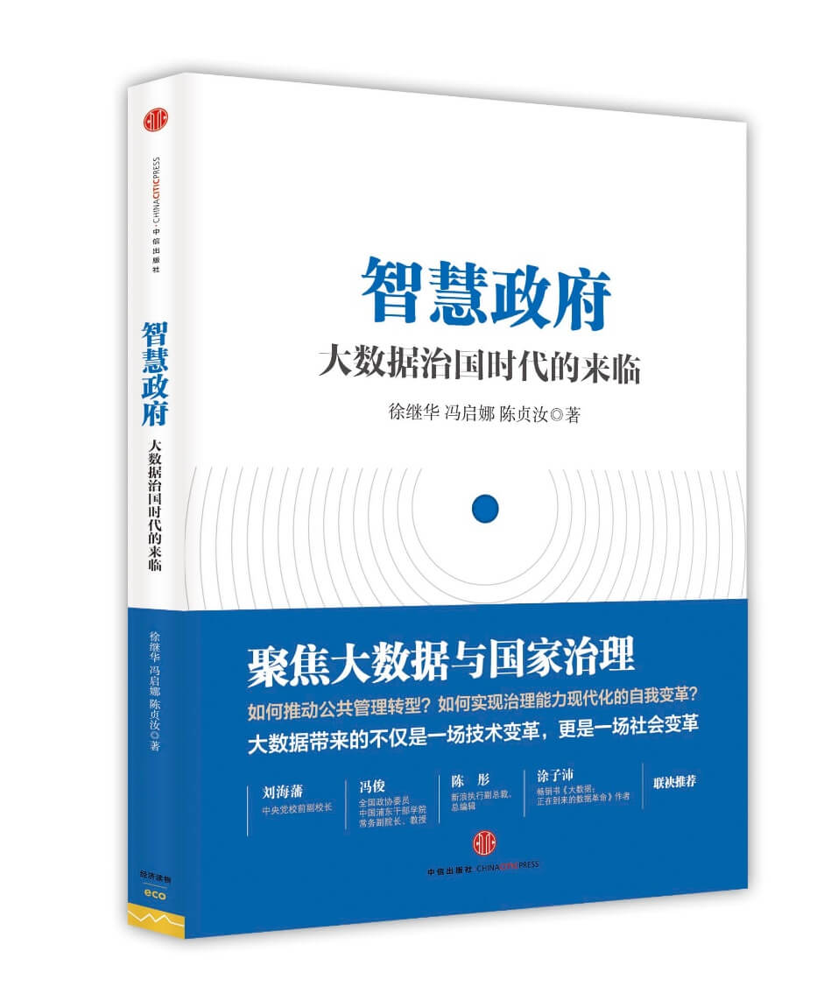 智慧政府
大数据治国时代的来临
徐继华 冯启娜 陈贞汝◎著
聚焦大数据与国家治理
如何推动公共管理转型？如何实现治理能力现代化的自我变革？
大数据带来的不仅是一场技术变革，更是一场社会变革
刘海藩
中央党校前副校长
冯俊
全国政协委员
中国浦东干部学院
常务副院长、教授
陈 彤
新浪执行副总裁、
总编辑
涂子沛
畅销书《大数据：
正在到来的数据革命》作者
联袂推荐
中信出版社 CHINACITICPRESS
中信出版社·CHINACITICPRESS
智慧政府
大数据治国时代的来临
徐继华 冯启娜 陈贞汝◎著
经济读物
eco